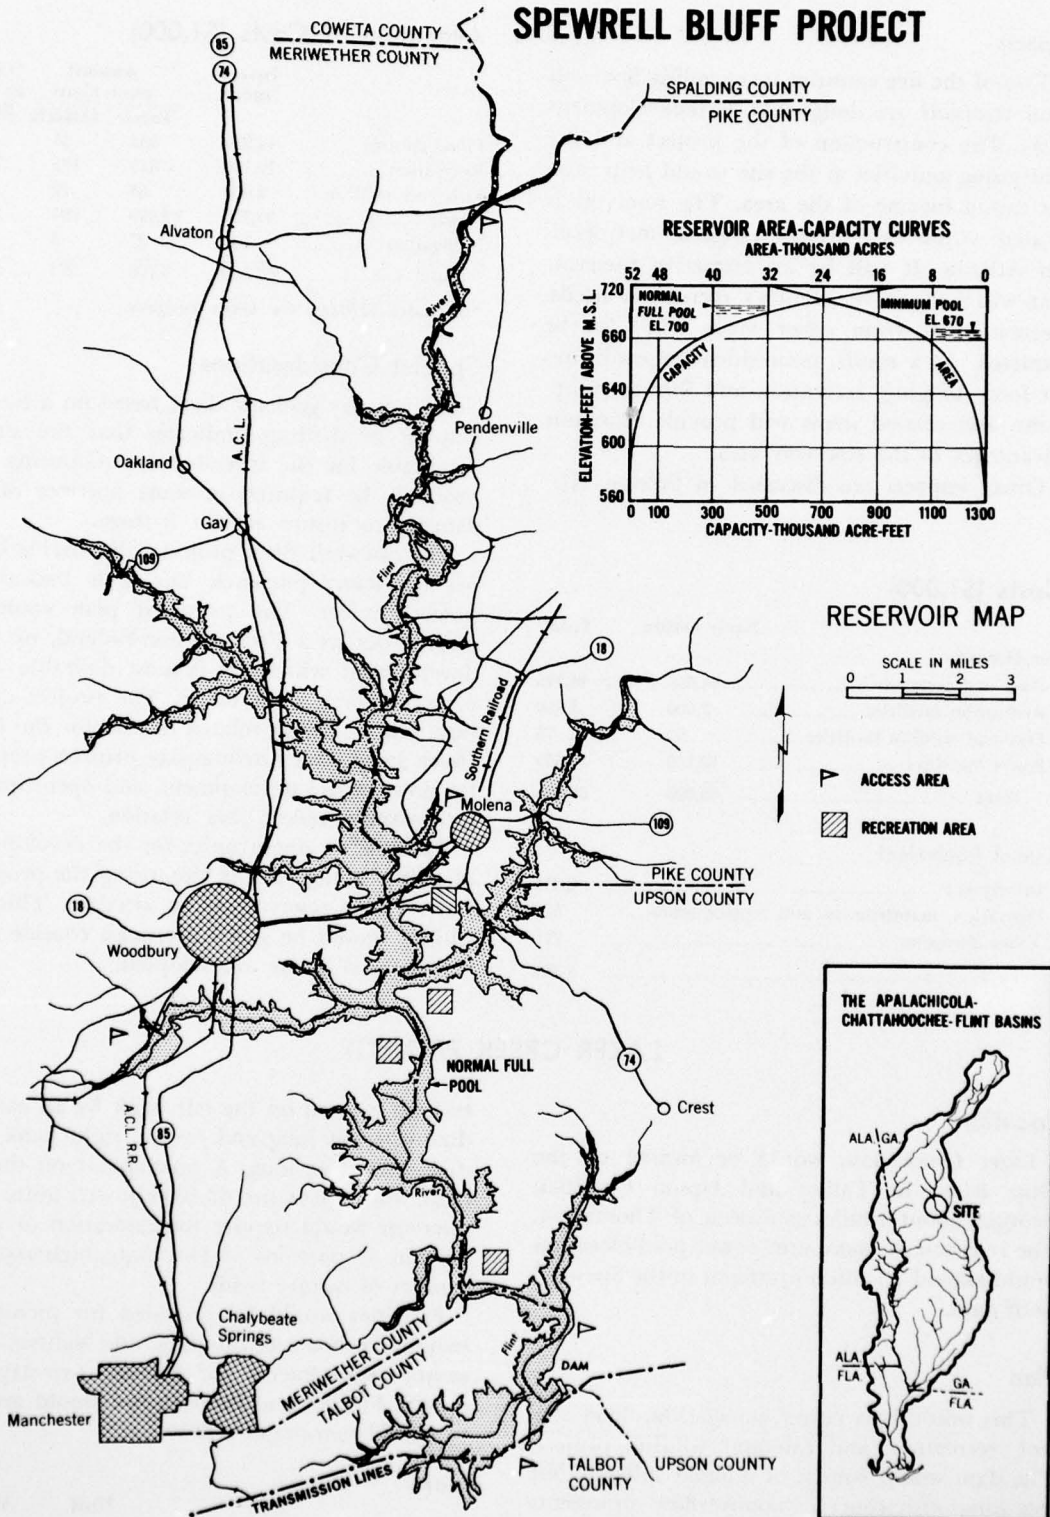 SPEWRELL BLUFF PROJECT
COWETA COUNTY
MERIWETHER COUNTY
85
74
SPALDING COUNTY
PIKE COUNTY
Alvaton
River
RESERVOIR AREA-CAPACITY CURVES
AREA-THOUSAND ACRES
52 48 40 32 24 16 8 0
720
660
640
600
560
ELEVATION-FEET ABOVE M.S.L.
NORMAL
FULL POOL
EL. 700
MINIMUM POOL
EL. 670
CAPACITY
AREA
0 100 300 500 700 900 1100 1300
CAPACITY-THOUSAND ACRE-FEET
Pendenville
A.C.L.
Oakland
Gay
109
Flint
RESERVOIR MAP
SCALE IN MILES
0 1 2 3
18
Southern Railroad
ACCESS AREA
RECREATION AREA
Molena
109
PIKE COUNTY
UPSON COUNTY
18
Woodbury
NORMAL FULL
POOL
74
Crest
A.C.L. R.R.
85
River
Chalybeate
Springs
Manchester
MERIWETHER COUNTY
TALBOT COUNTY
Flint
DAM
TRANSMISSION LINES
TALBOT
COUNTY
UPSON COUNTY
THE APALACHICOLA-
CHATTAHOOCHEE-FLINT BASINS
ALA
GA.
SITE
ALA
FLA.
GA.
FLA.